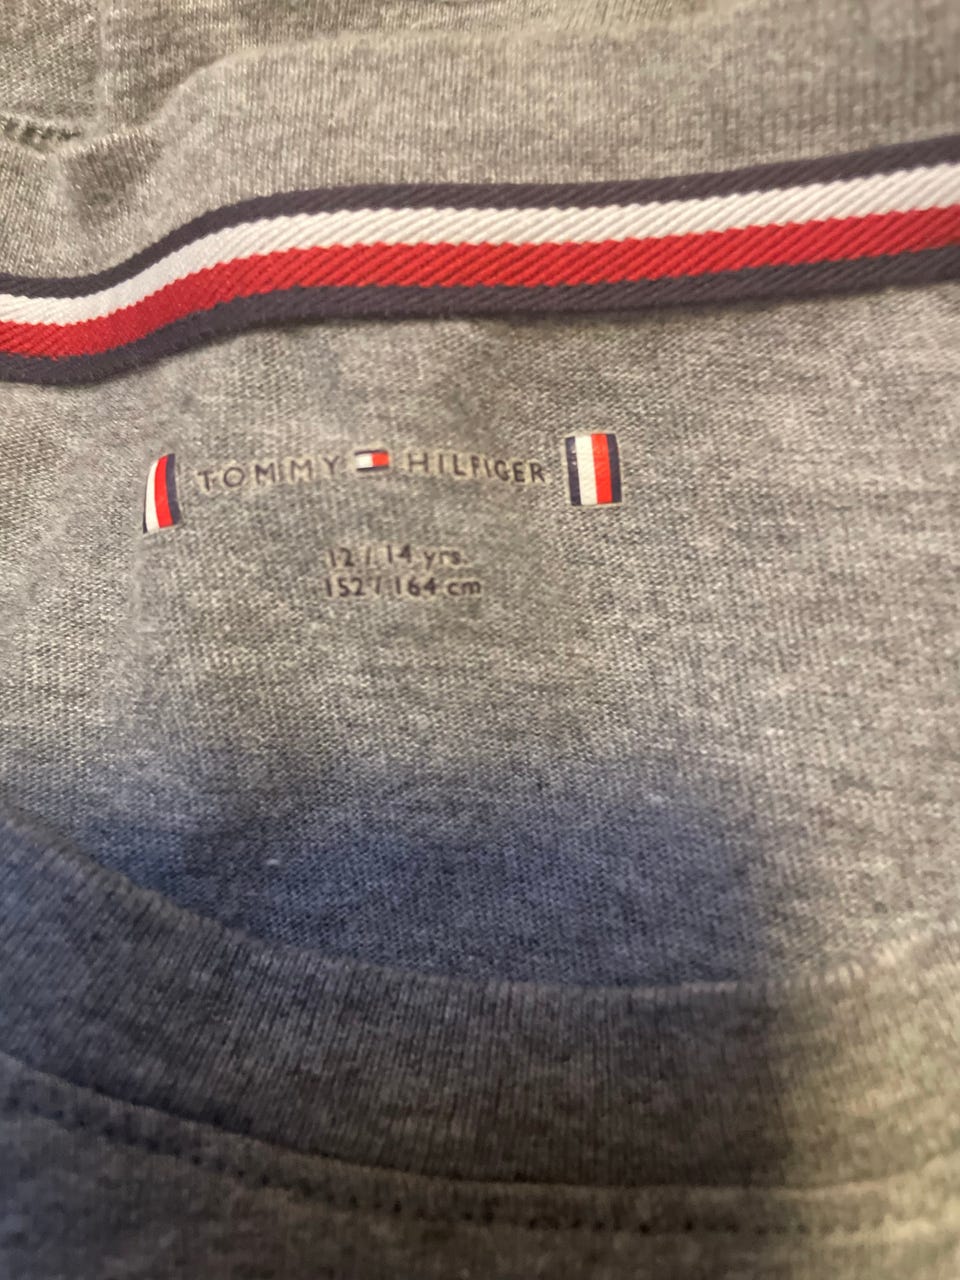 TOMMY HILFIGER
12 / 14 yrs.
152 / 164 cm